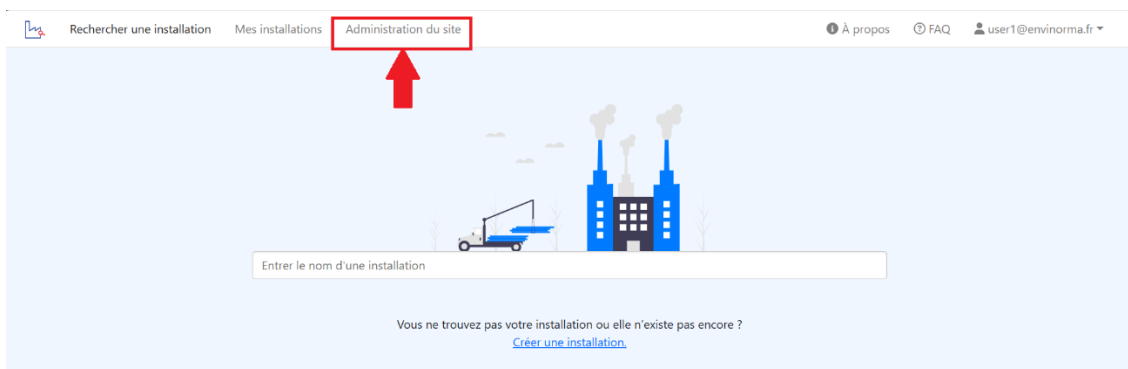 Rechercher une installation Mes installations Administration du site À propos FAQ user1@envinorma.fr
Entrer le nom d'une installation
Vous ne trouvez pas votre installation ou elle n'existe pas encore ?
Créer une installation.